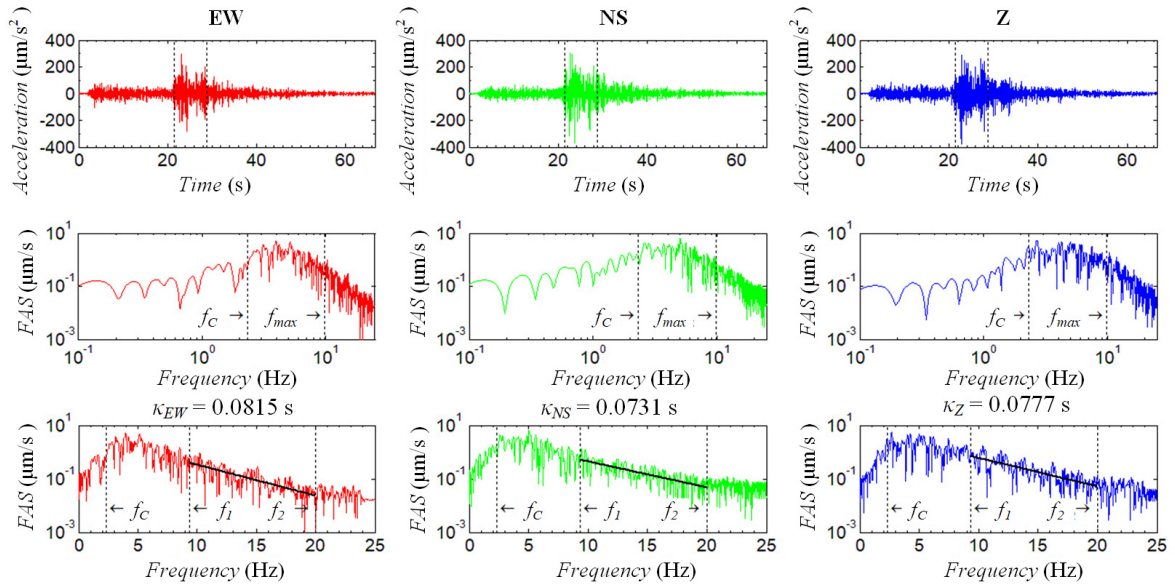 EW NS Z
Acceleration (μm/s²) 400 200 0 -200 -400 0 20 40 60 Time (s)
Acceleration (μm/s²) 400 200 0 -200 -400 0 20 40 60 Time (s)
Acceleration (μm/s²) 400 200 0 -200 -400 0 20 40 60 Time (s)
FAS (μm/s) 10¹ 10⁻¹ 10⁻³ f_C → f_max → 10⁻¹ 10⁰ 10¹ Frequency (Hz)
FAS (μm/s) 10¹ 10⁻¹ 10⁻³ f_C → f_max → 10⁻¹ 10⁰ 10¹ Frequency (Hz)
FAS (μm/s) 10¹ 10⁻¹ 10⁻³ f_C → f_max → 10⁻¹ 10⁰ 10¹ Frequency (Hz)
κ_EW = 0.0815 s κ_NS = 0.0731 s κ_Z = 0.0777 s
FAS (μm/s) 10¹ 10⁻¹ 10⁻³ ← f_C ← f_1 f_2 → 0 5 10 15 20 25 Frequency (Hz)
FAS (μm/s) 10¹ 10⁻¹ 10⁻³ ← f_C ← f_1 f_2 → 0 5 10 15 20 25 Frequency (Hz)
FAS (μm/s) 10¹ 10⁻¹ 10⁻³ ← f_C ← f_1 f_2 → 0 5 10 15 20 25 Frequency (Hz)